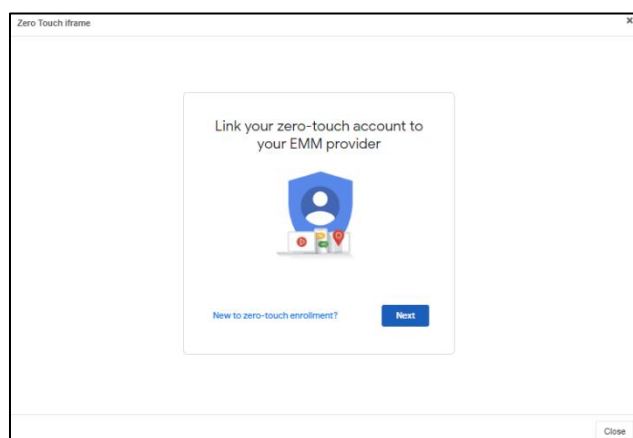 Zero Touch iframe
Link your zero-touch account to
your EMM provider
New to zero-touch enrollment?
Next
Close